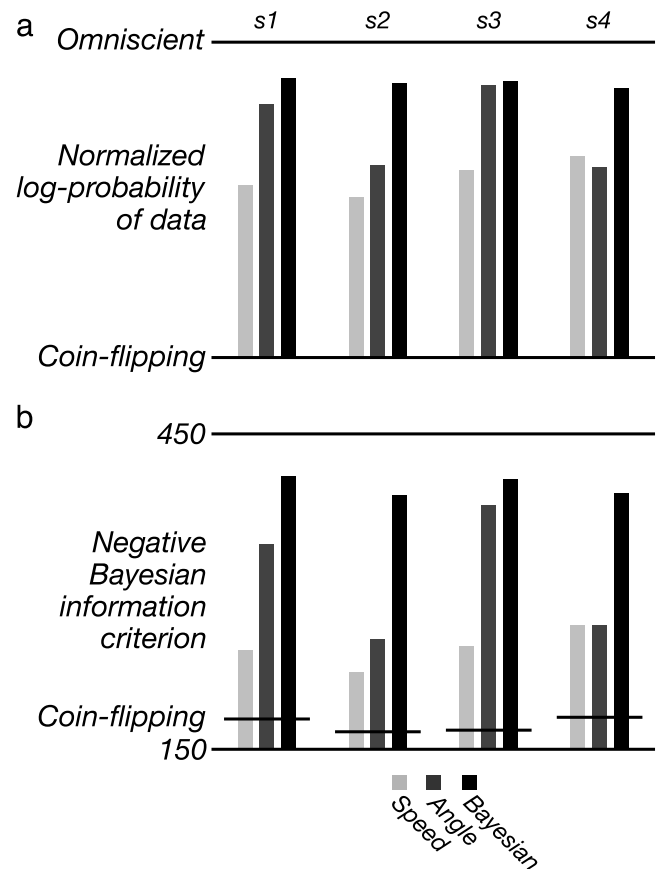 a
s1 s2 s3 s4
Omniscient
Normalized
log-probability
of data
Coin-flipping
b
450
Negative
Bayesian
information
criterion
Coin-flipping
150
Speed Angle Bayesian